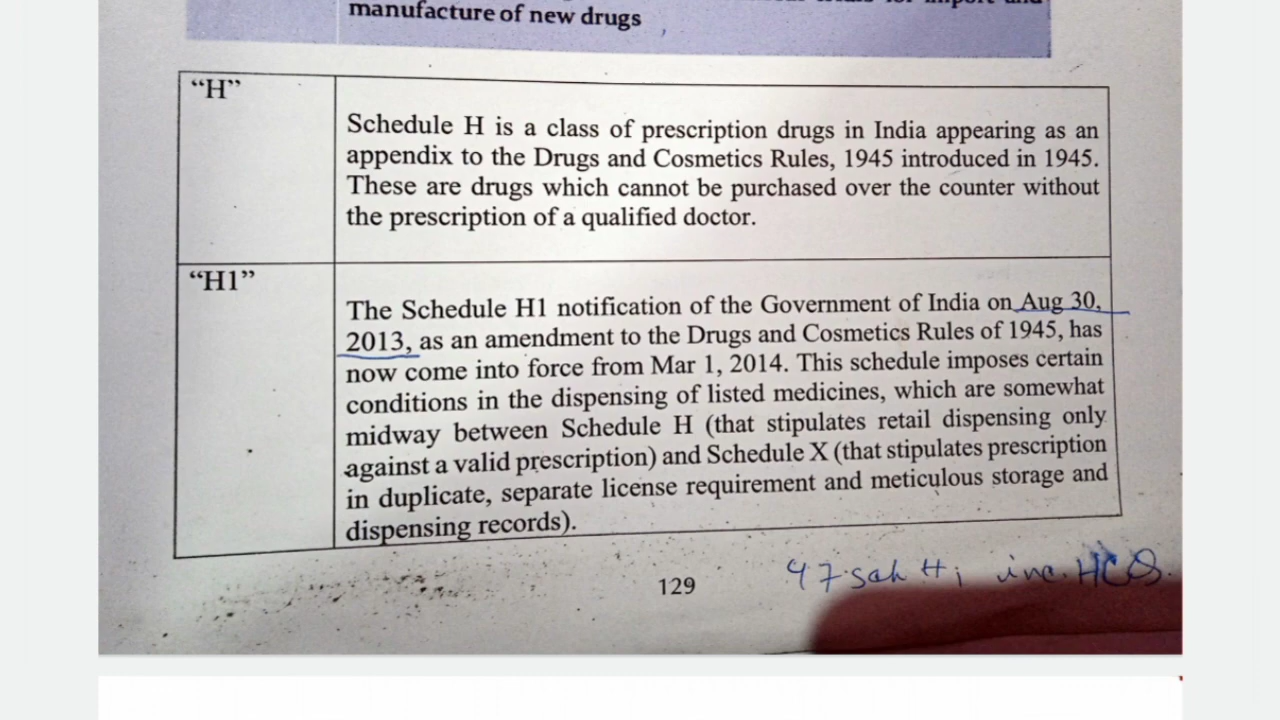 manufacture of new drugs
“H”
Schedule H is a class of prescription drugs in India appearing as an
appendix to the Drugs and Cosmetics Rules, 1945 introduced in 1945.
These are drugs which cannot be purchased over the counter without
the prescription of a qualified doctor.
“H1”
The Schedule H1 notification of the Government of India on Aug 30,
2013, as an amendment to the Drugs and Cosmetics Rules of 1945, has
now come into force from Mar 1, 2014. This schedule imposes certain
conditions in the dispensing of listed medicines, which are somewhat
midway between Schedule H (that stipulates retail dispensing only
against a valid prescription) and Schedule X (that stipulates prescription
in duplicate, separate license requirement and meticulous storage and
dispensing records).
129
47 inc. HCQ.